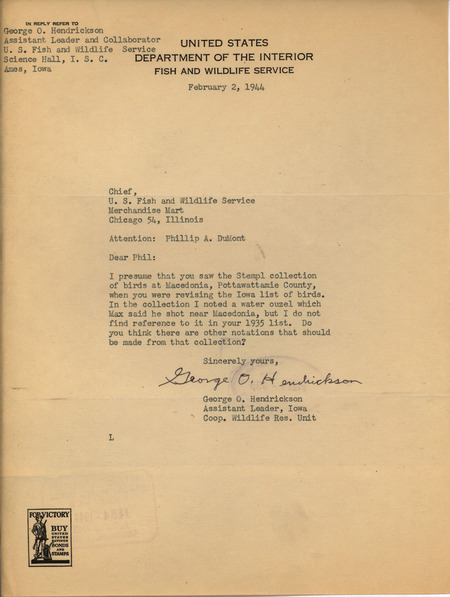 IN REPLY REFER TO
George O. Hendrickson
Assistant Leader and Collaborator
U. S. Fish and Wildlife Service
Science Hall, I. S. C.
Ames, Iowa
UNITED STATES
DEPARTMENT OF THE INTERIOR
FISH AND WILDLIFE SERVICE
February 2, 1944
Chief,
U. S. Fish and Wildlife Service
Merchandise Mart
Chicago 54, Illinois
Attention: Phillip A. DuMont
Dear Phil:
I presume that you saw the Stempl collection
of birds at Macedonia, Pottawattamie County,
when you were revising the Iowa list of birds.
In the collection I noted a water ouzel which
Max said he shot near Macedonia, but I do not
find reference to it in your 1935 list. Do
you think there are other notations that should
be made from that collection?
Sincerely yours,
George O. Hendrickson
George O. Hendrickson
Assistant Leader, Iowa
Coop. Wildlife Res. Unit
L
FOR VICTORY
BUY
UNITED
STATES
BONDS
AND
STAMPS